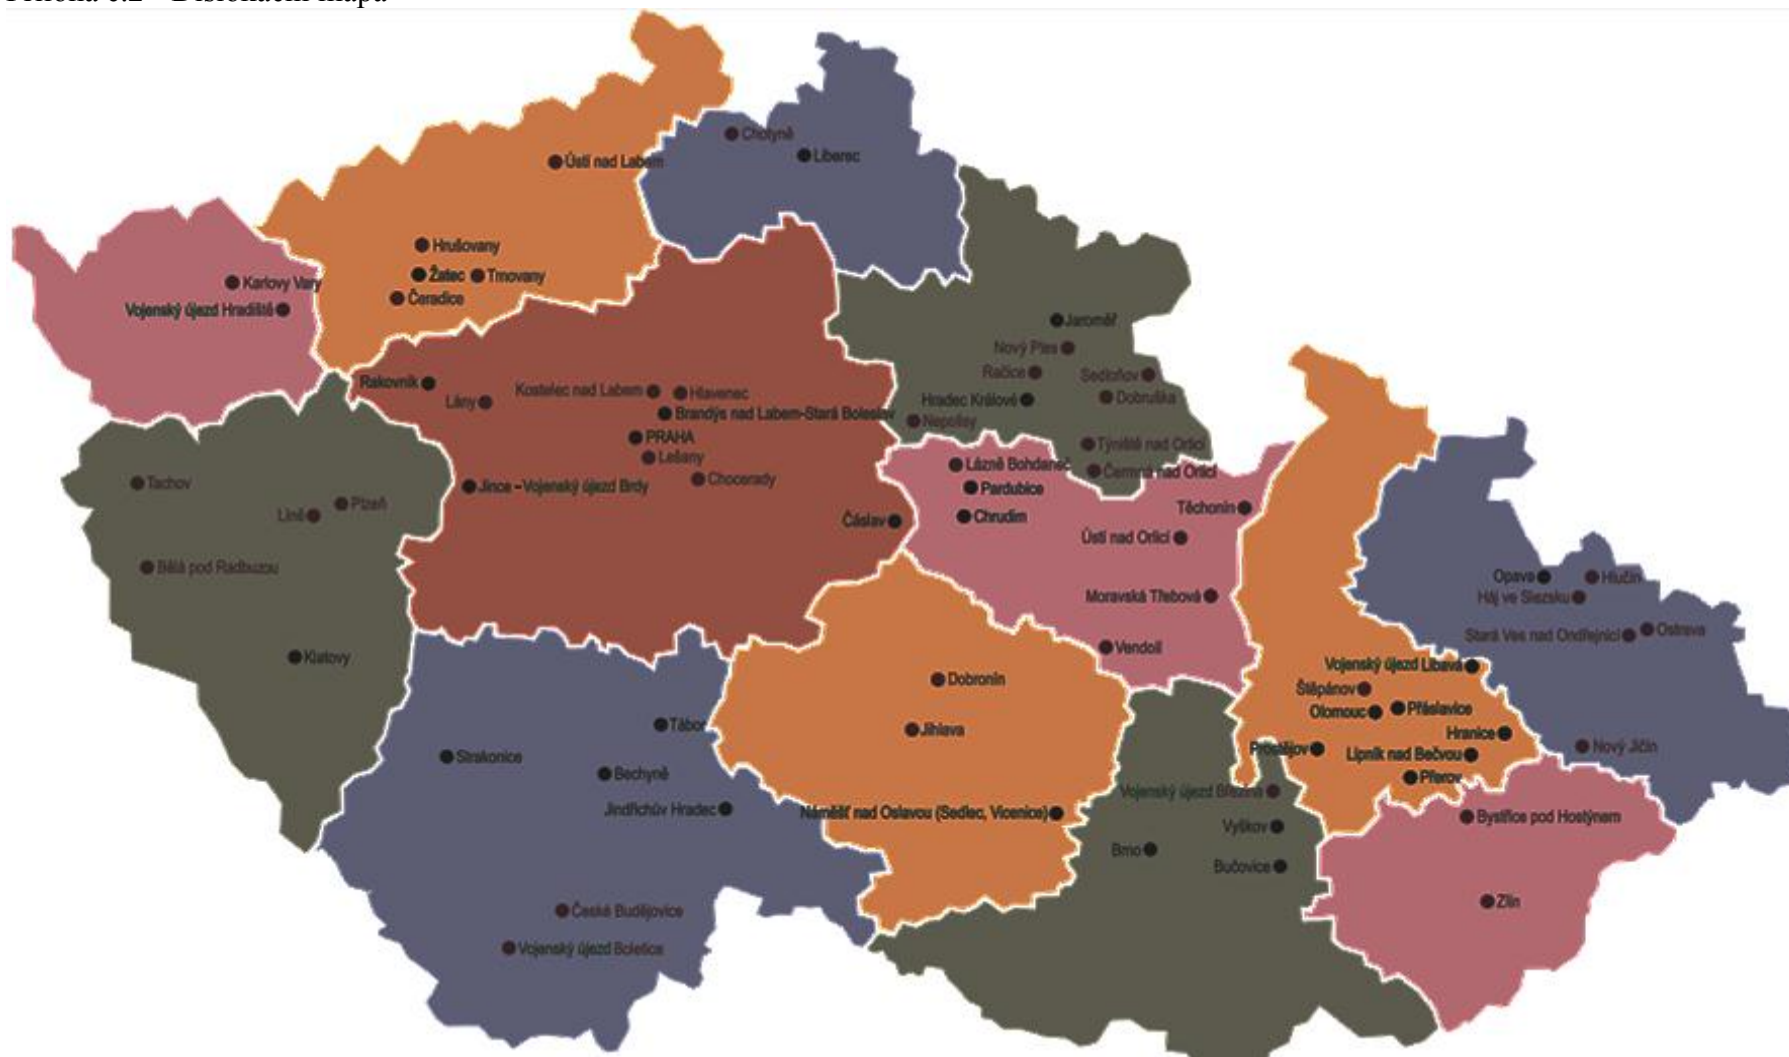 Příloha č.2 – Dislokační mapa
Chotyně
Liberec
Ústí nad Labem
Hrušovany
Žatec
Trnovany
Čeradice
Karlovy Vary
Vojenský újezd Hradiště
Jaroměř
Nový Ples
Račice
Sedloňov
Hradec Králové
Dobruška
Nepolisy
Týniště nad Orlicí
Čermná nad Orlicí
Rakovník
Lány
Kostelec nad Labem
Hlavenec
Brandýs nad Labem-Stará Boleslav
PRAHA
Lešany
Chocerady
Jince – Vojenský újezd Brdy
Čáslav
Lázně Bohdaneč
Pardubice
Chrudim
Těchonín
Ústí nad Orlicí
Moravská Třebová
Vendolí
Tachov
Plzeň
Líně
Bělá pod Radbuzou
Klatovy
Opava
Hlučín
Háj ve Slezsku
Stará Ves nad Ondřejnicí
Ostrava
Nový Jičín
Vojenský újezd Libavá
Štěpánov
Olomouc
Přáslavice
Hranice
Prostějov
Lipník nad Bečvou
Přerov
Dobronín
Jihlava
Náměšť nad Oslavou (Sedlec, Vicenice)
Tábor
Strakonice
Bechyně
Jindřichův Hradec
České Budějovice
Vojenský újezd Boletice
Vojenský újezd Březina
Vyškov
Brno
Bučovice
Bystřice pod Hostýnem
Zlín